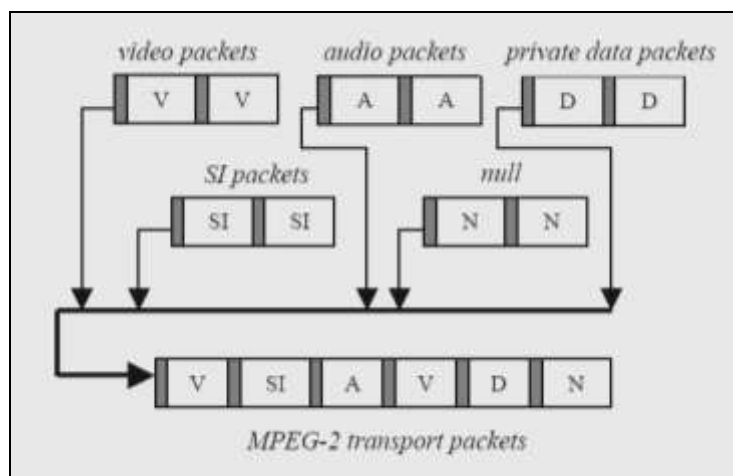 video packets audio packets private data packets
V V A A D D
SI packets null
SI SI N N
V SI A V D N
MPEG-2 transport packets